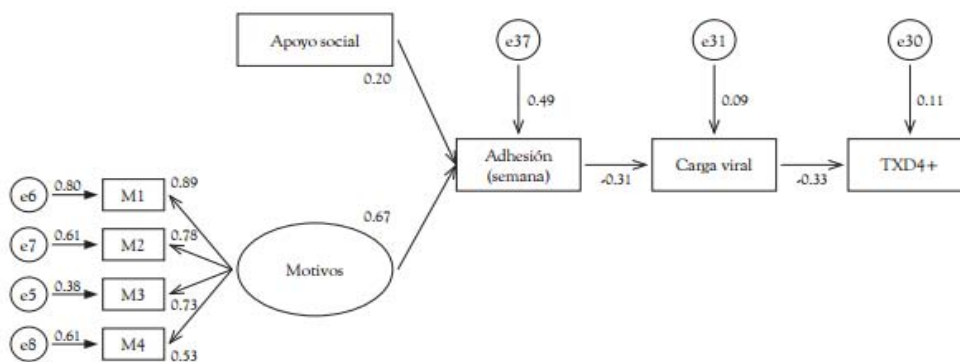 Apoyo social
0.20
e37
0.49
e31
0.09
e30
0.11
Adhesión
(semana)
-0.31
Carga viral
-0.33
TXD4+
0.67
Motivos
e6
0.80
M1
0.89
e7
0.61
M2
0.78
e5
0.38
M3
0.73
e8
0.61
M4
0.53